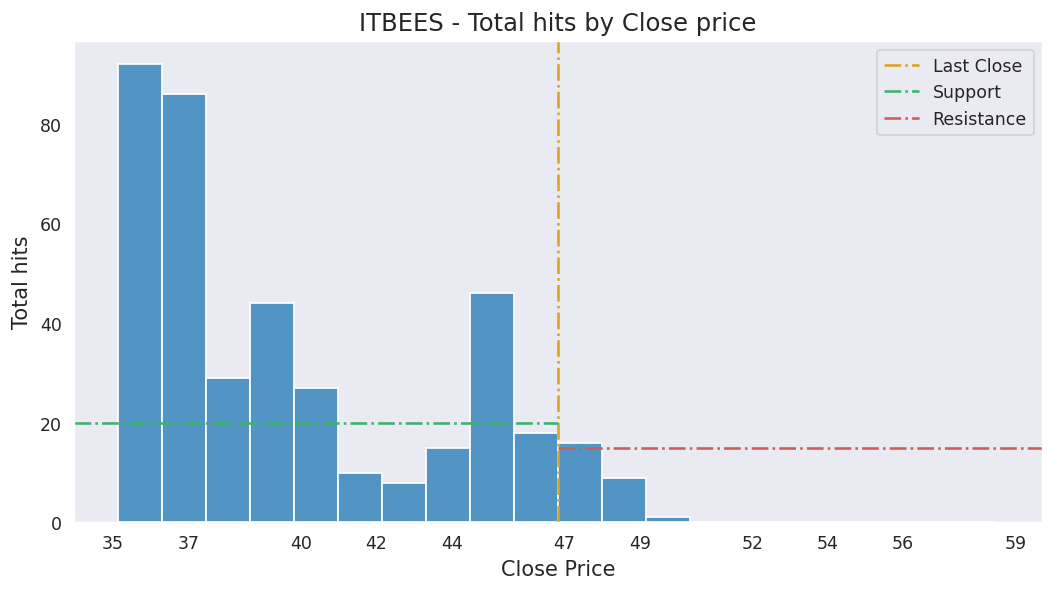 ITBEES - Total hits by Close price
Last Close
Support
Resistance
Total hits
80
60
40
20
0
35 37 40 42 44 47 49 52 54 56 59
Close Price